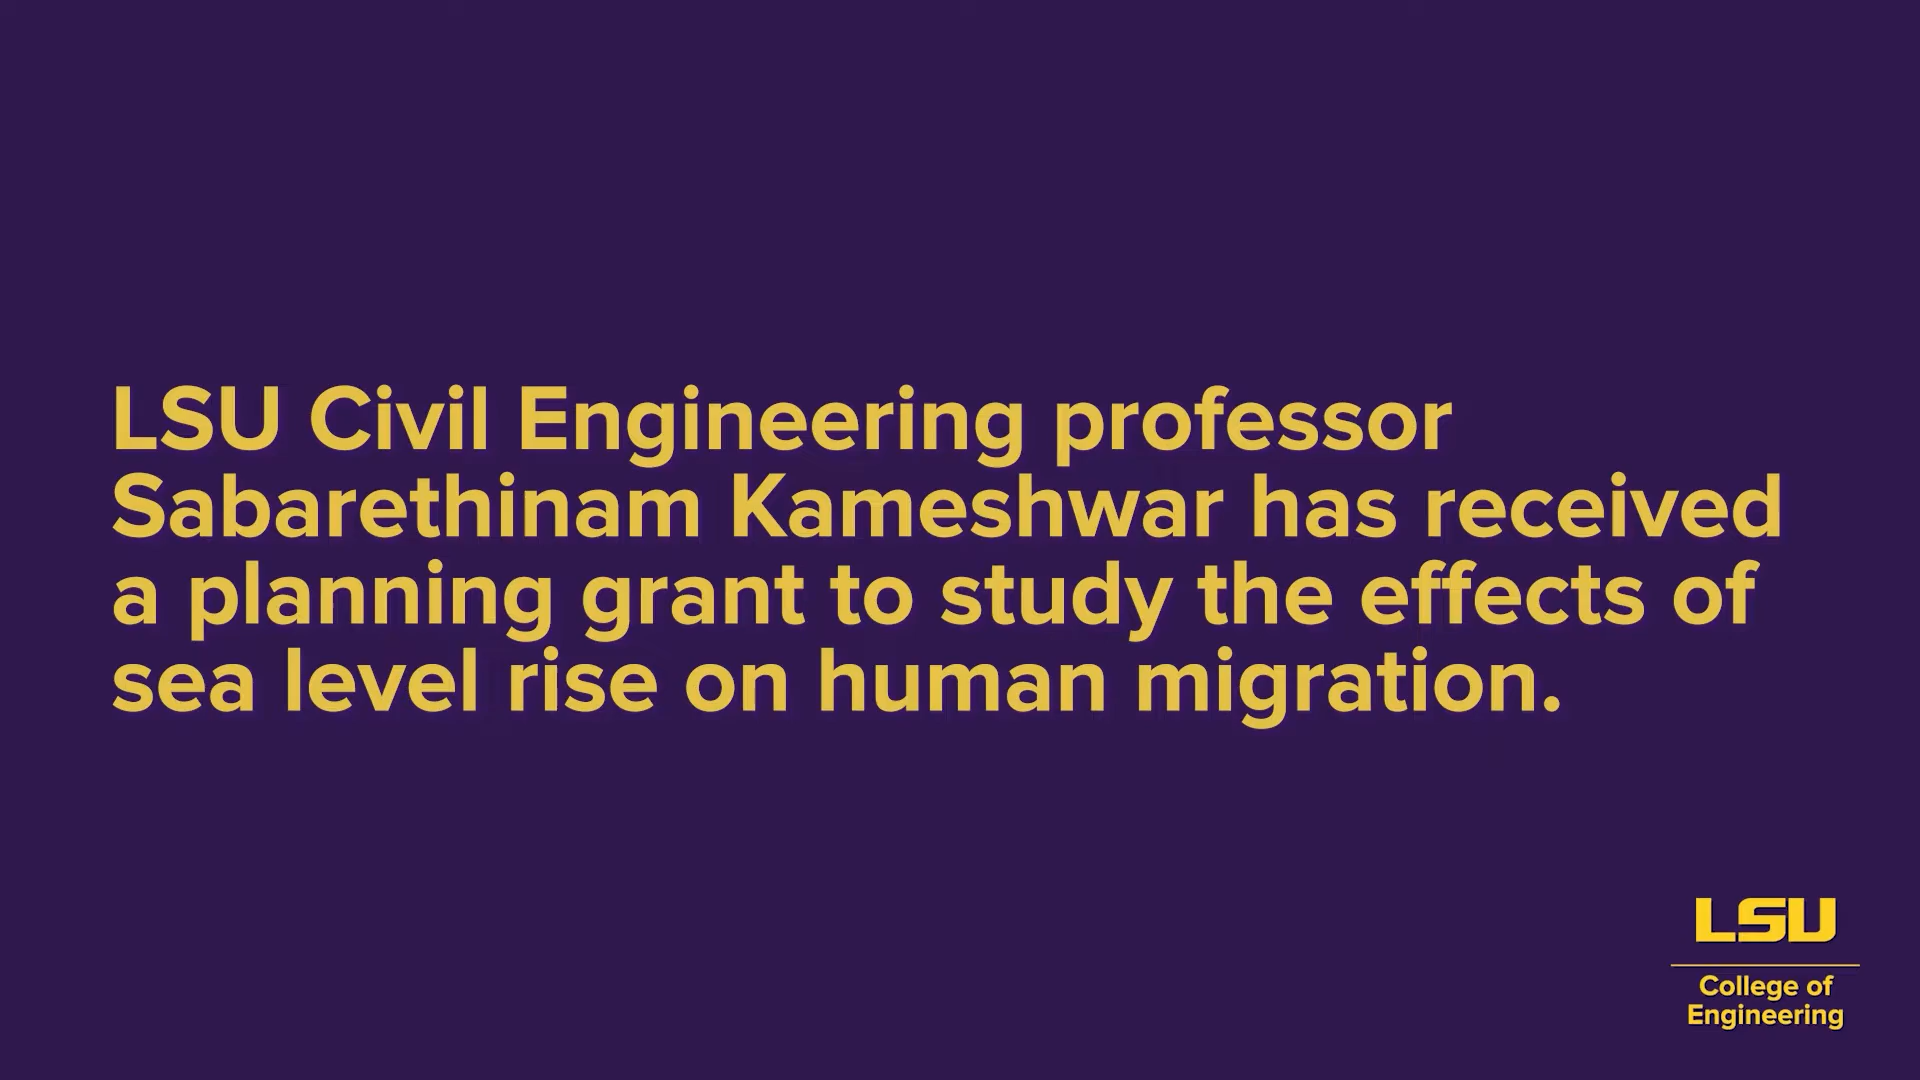 LSU Civil Engineering professor
Sabarethinam Kameshwar has received
a planning grant to study the effects of
sea level rise on human migration.
LSU
College of
Engineering